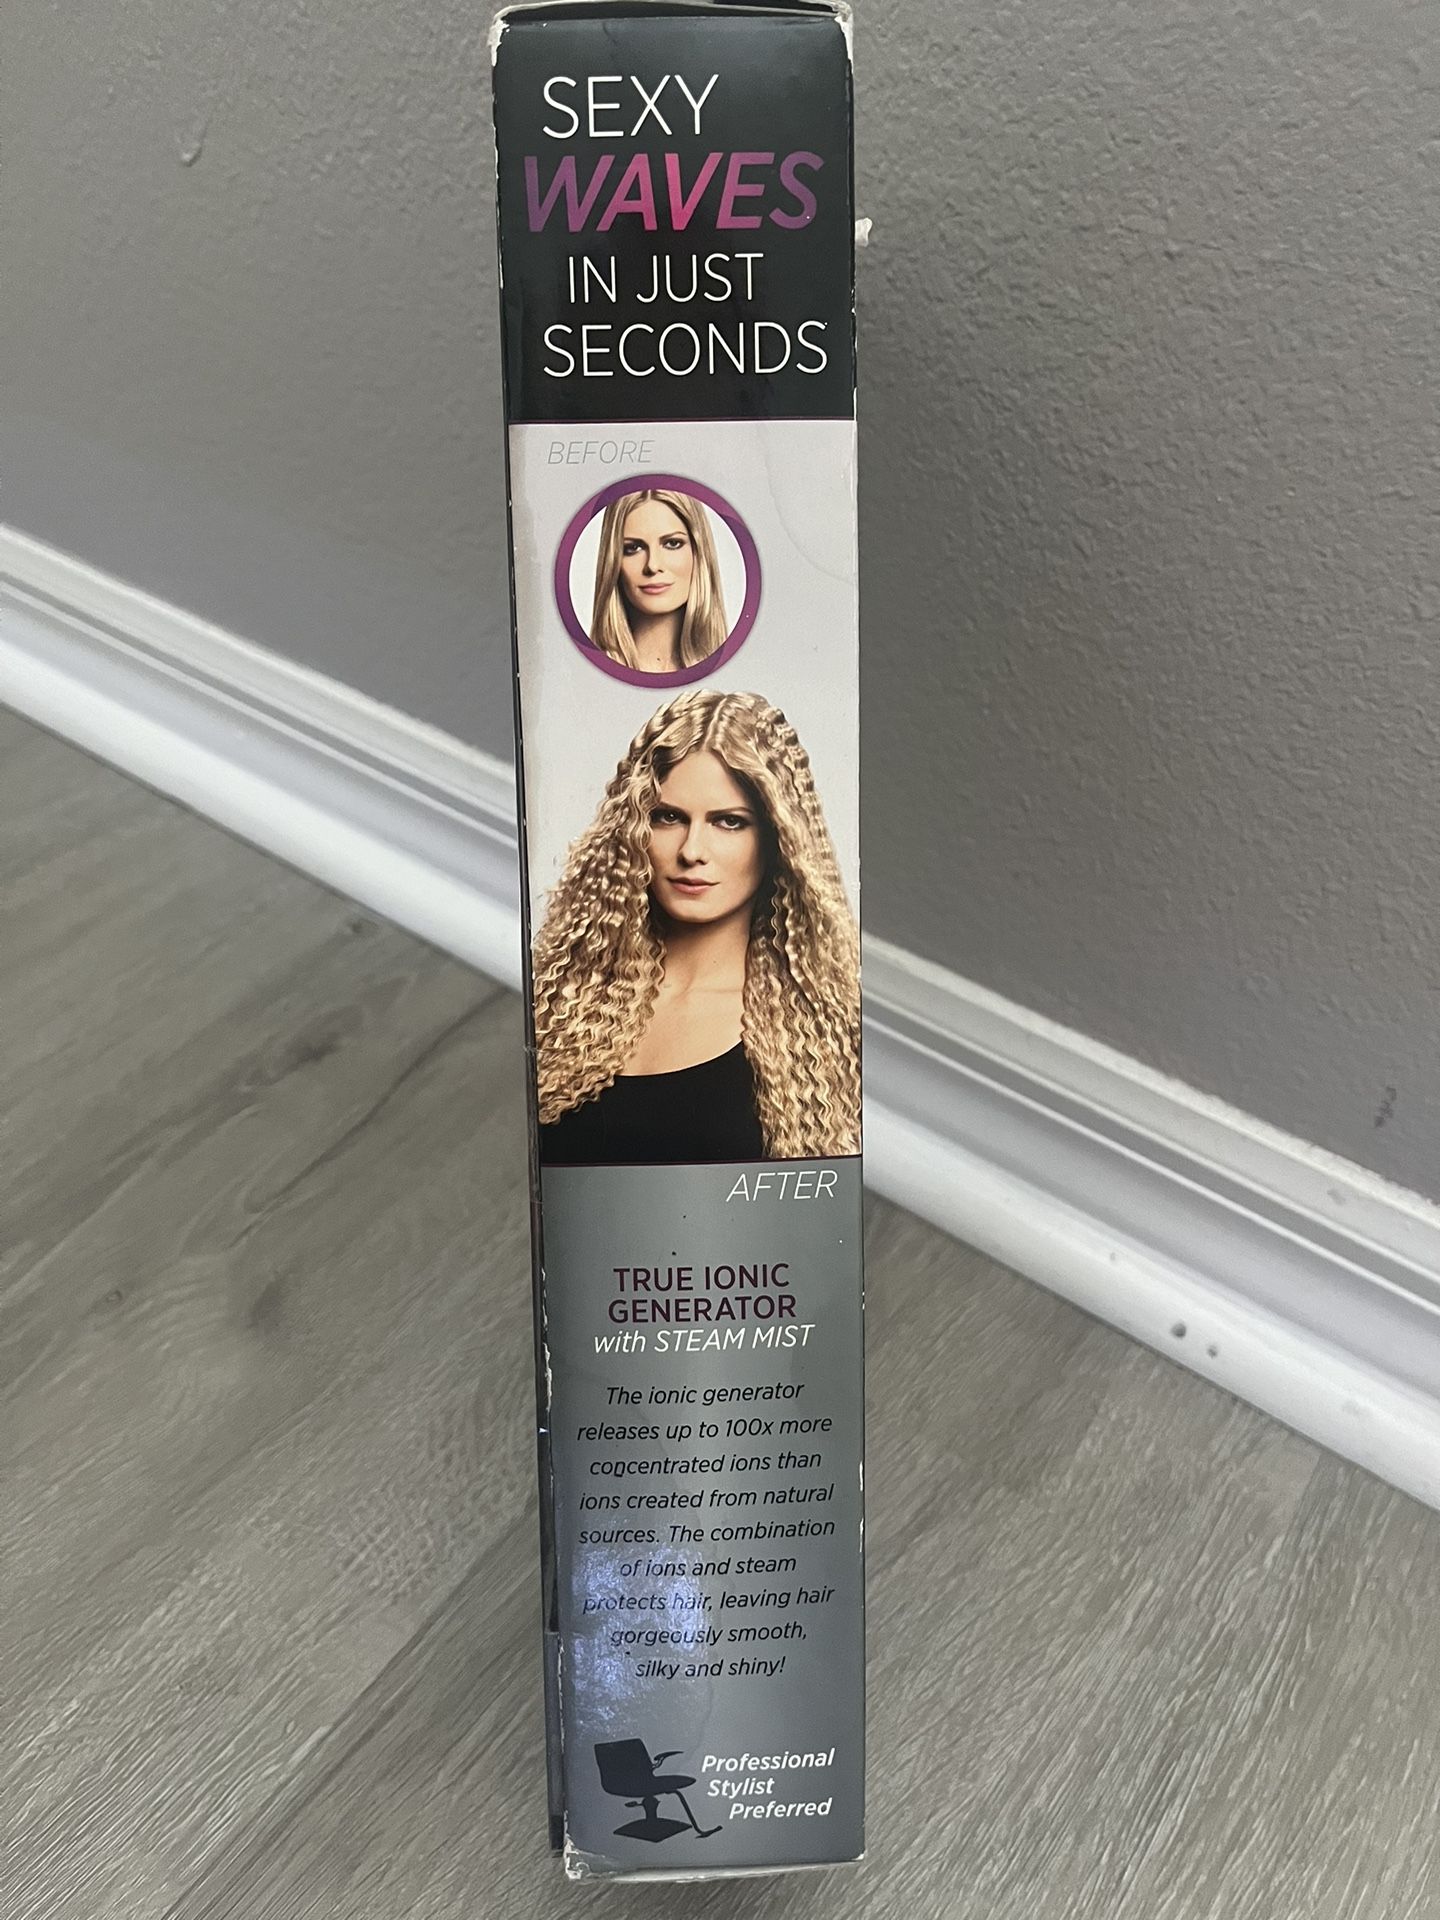 SEXY
WAVES
IN JUST
SECONDS
BEFORE
AFTER
TRUE IONIC
GENERATOR
with STEAM MIST
The ionic generator
releases up to 100x more
concentrated ions than
ions created from natural
sources. The combination
of ions and steam
protects hair, leaving hair
gorgeously smooth,
silky and shiny!
Professional
Stylist
Preferred